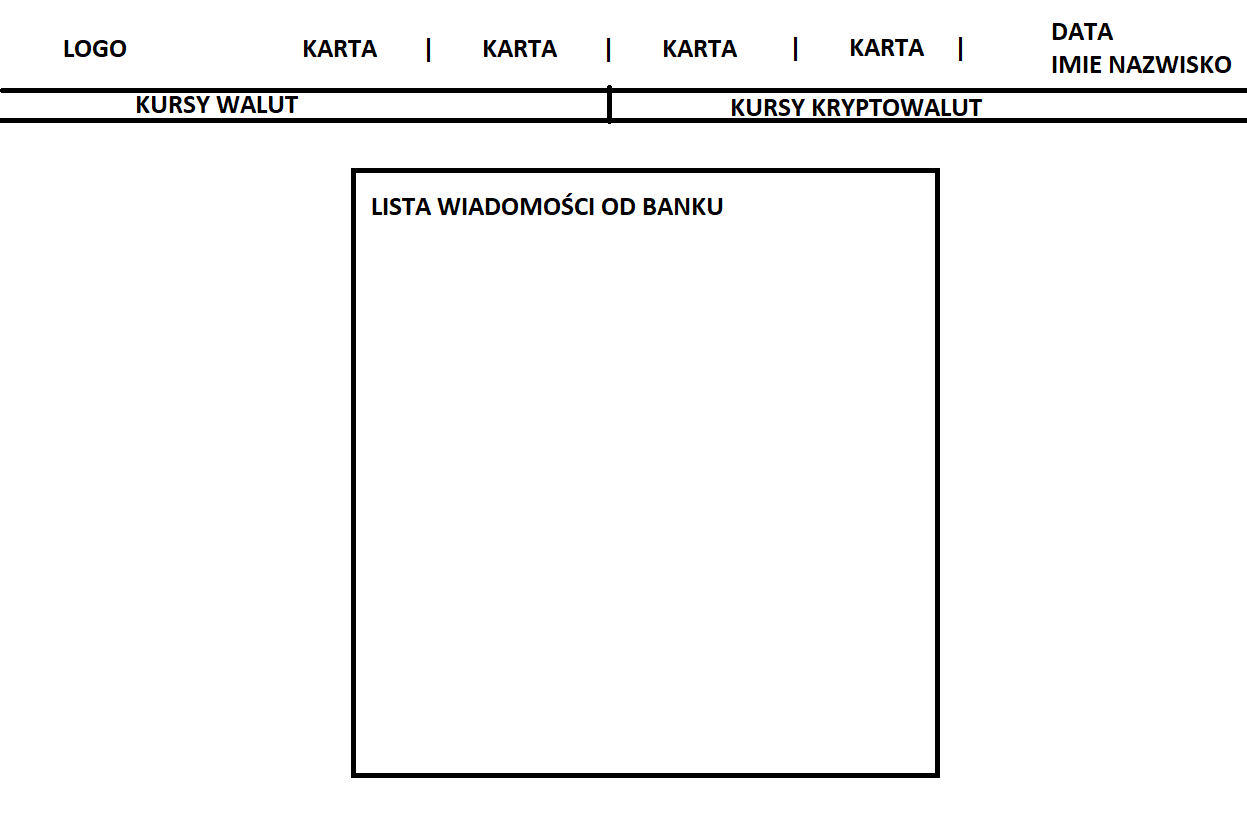 LOGO KARTA | KARTA | KARTA | KARTA | DATA
IMIE NAZWISKO
KURSY WALUT KURSY KRYPTOWALUT
LISTA WIADOMOŚCI OD BANKU